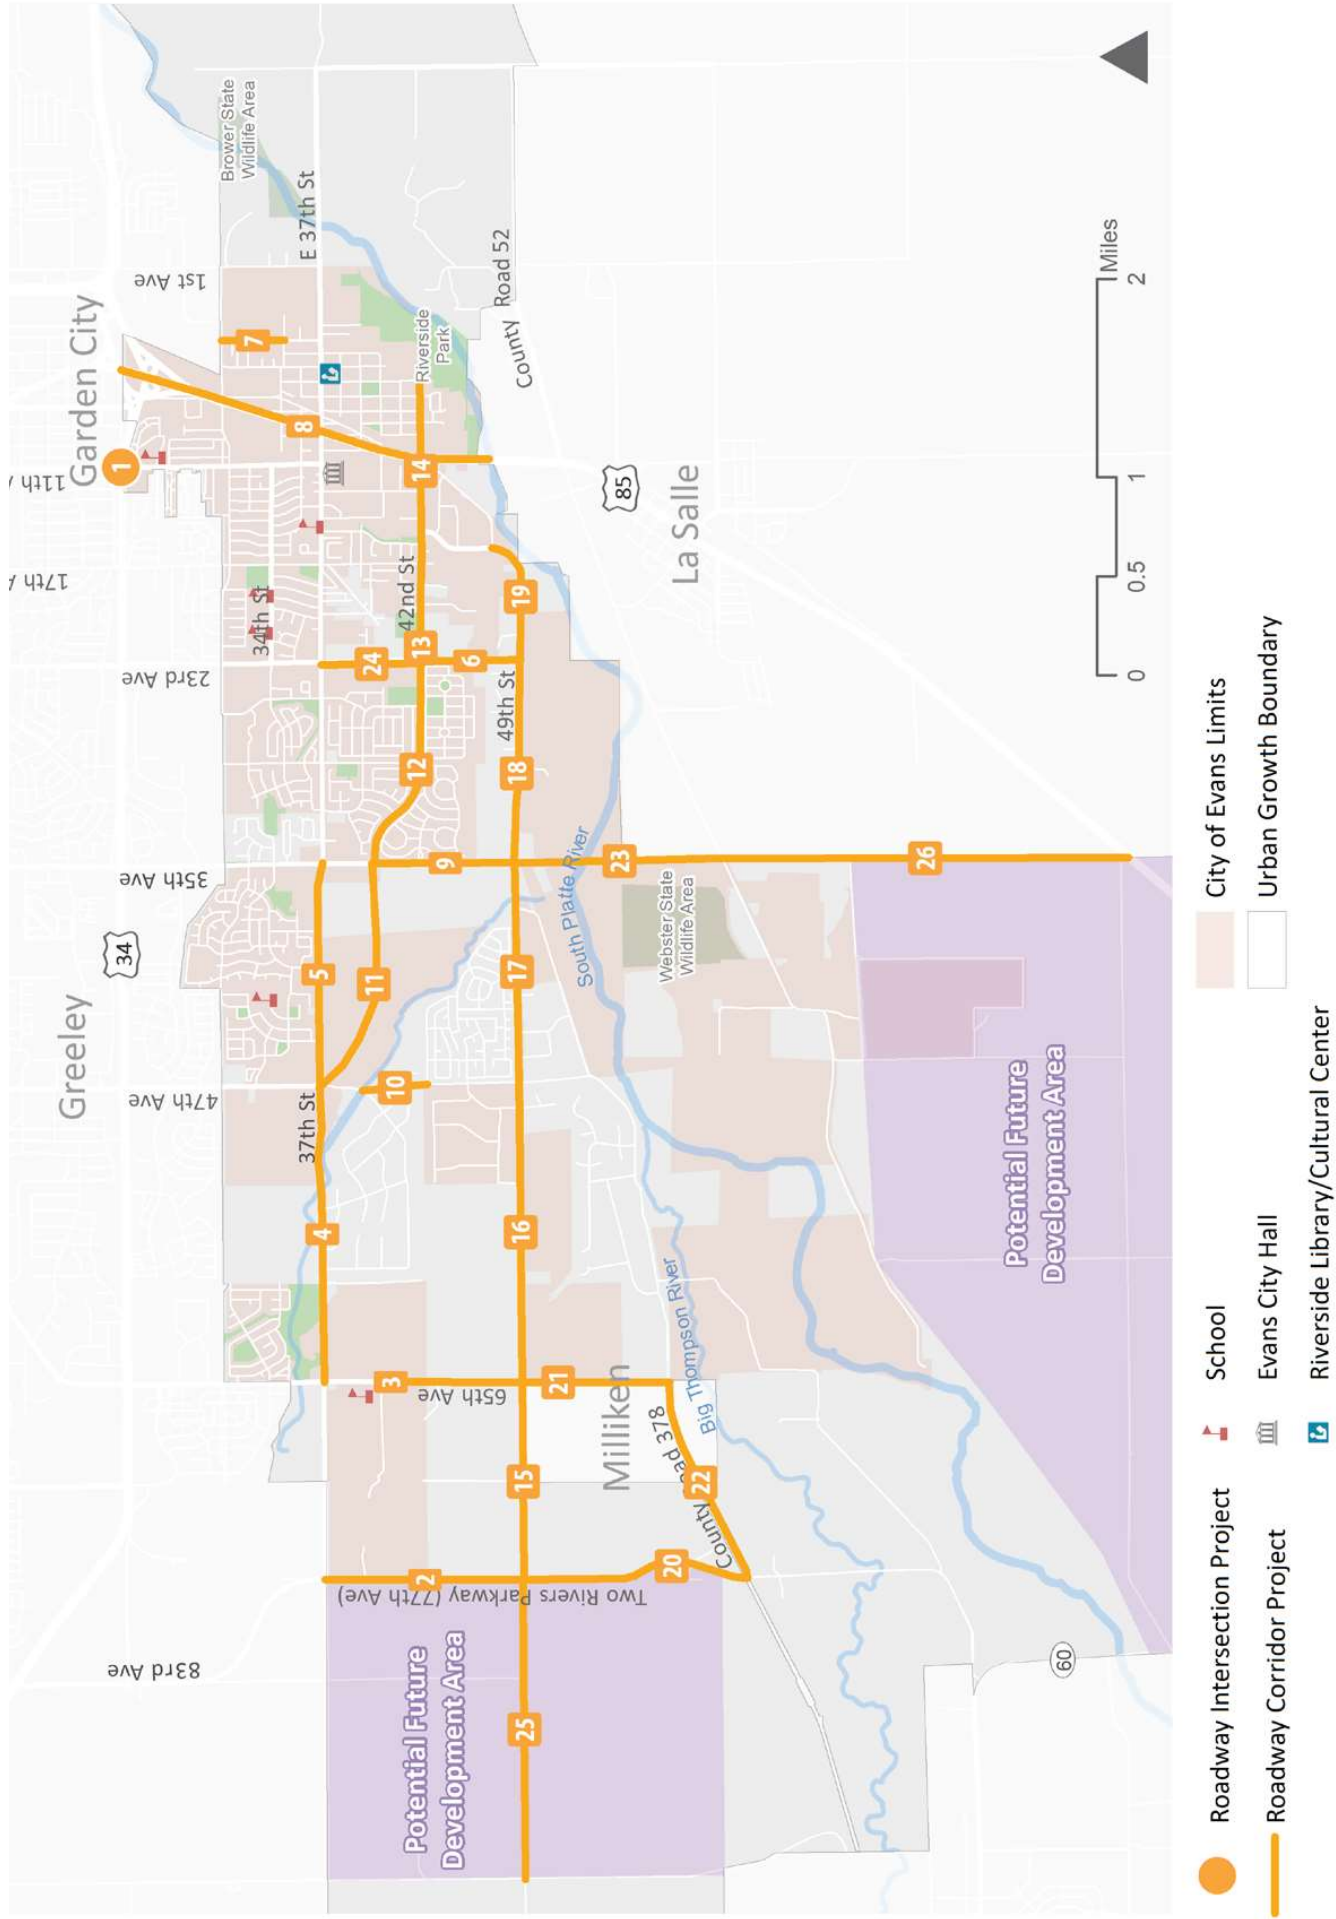 Greeley
Garden City
34
83rd Ave
47th Ave
35th Ave
23rd Ave
17th
11th
1st Ave
1
7
8
Brower State
Wildlife Area
34th St
37th St
E 37th St
4
5
3
2
10
11
9
12
24
13
6
14
42nd St
Riverside
Park
65th Ave
Two Rivers Parkway (77th Ave)
49th St
25
15
16
17
18
19
County Road 52
21
20
22
23
26
Milliken
County
Big Thompson River
South Platte River
Webster State
Wildlife Area
85
La Salle
Potential Future
Development Area
Potential Future
Development Area
60
0 0.5 1 2
Miles
Roadway Intersection Project
Roadway Corridor Project
School
Evans City Hall
Riverside Library/Cultural Center
City of Evans Limits
Urban Growth Boundary